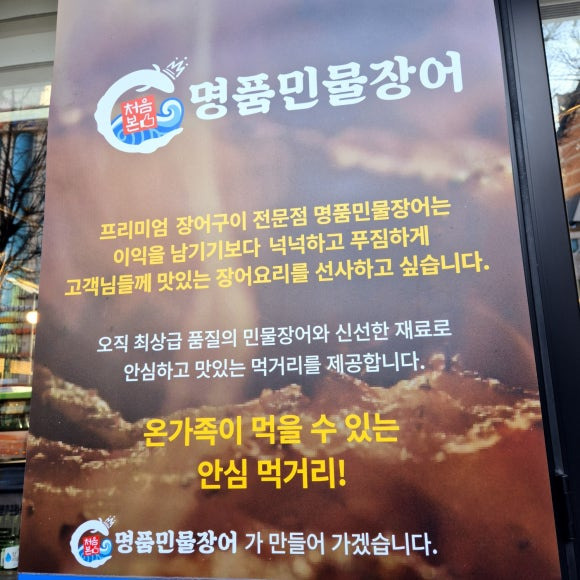 처음
본
명품민물장어
프리미엄 장어구이 전문점 명품민물장어는
이익을 남기기보다 넉넉하고 푸짐하게
고객님들께 맛있는 장어요리를 선사하고 싶습니다.
오직 최상급 품질의 민물장어와 신선한 재료로
안심하고 맛있는 먹거리를 제공합니다.
온가족이 먹을 수 있는
안심 먹거리!
처음
본
명품민물장어 가 만들어 가겠습니다.